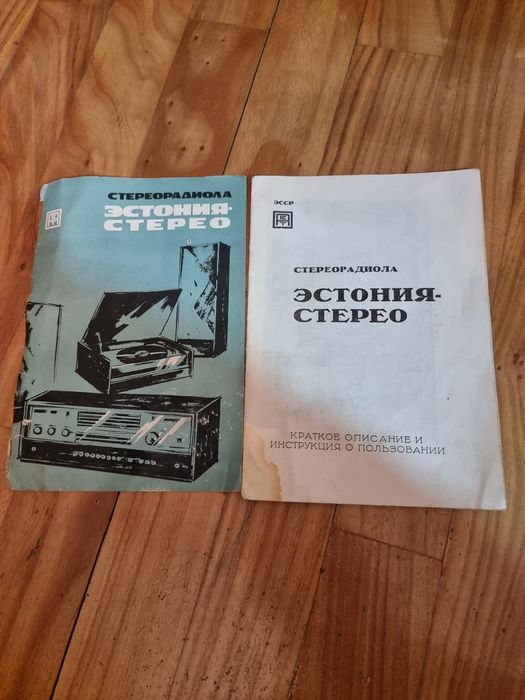 СТЕРЕОРАДИОЛА
ЭСТОНИЯ-
СТЕРЕО
ЭССР
СТЕРЕОРАДИОЛА
ЭСТОНИЯ-
СТЕРЕО
КРАТКОЕ ОПИСАНИЕ И
ИНСТРУКЦИЯ О ПОЛЬЗОВАНИИ